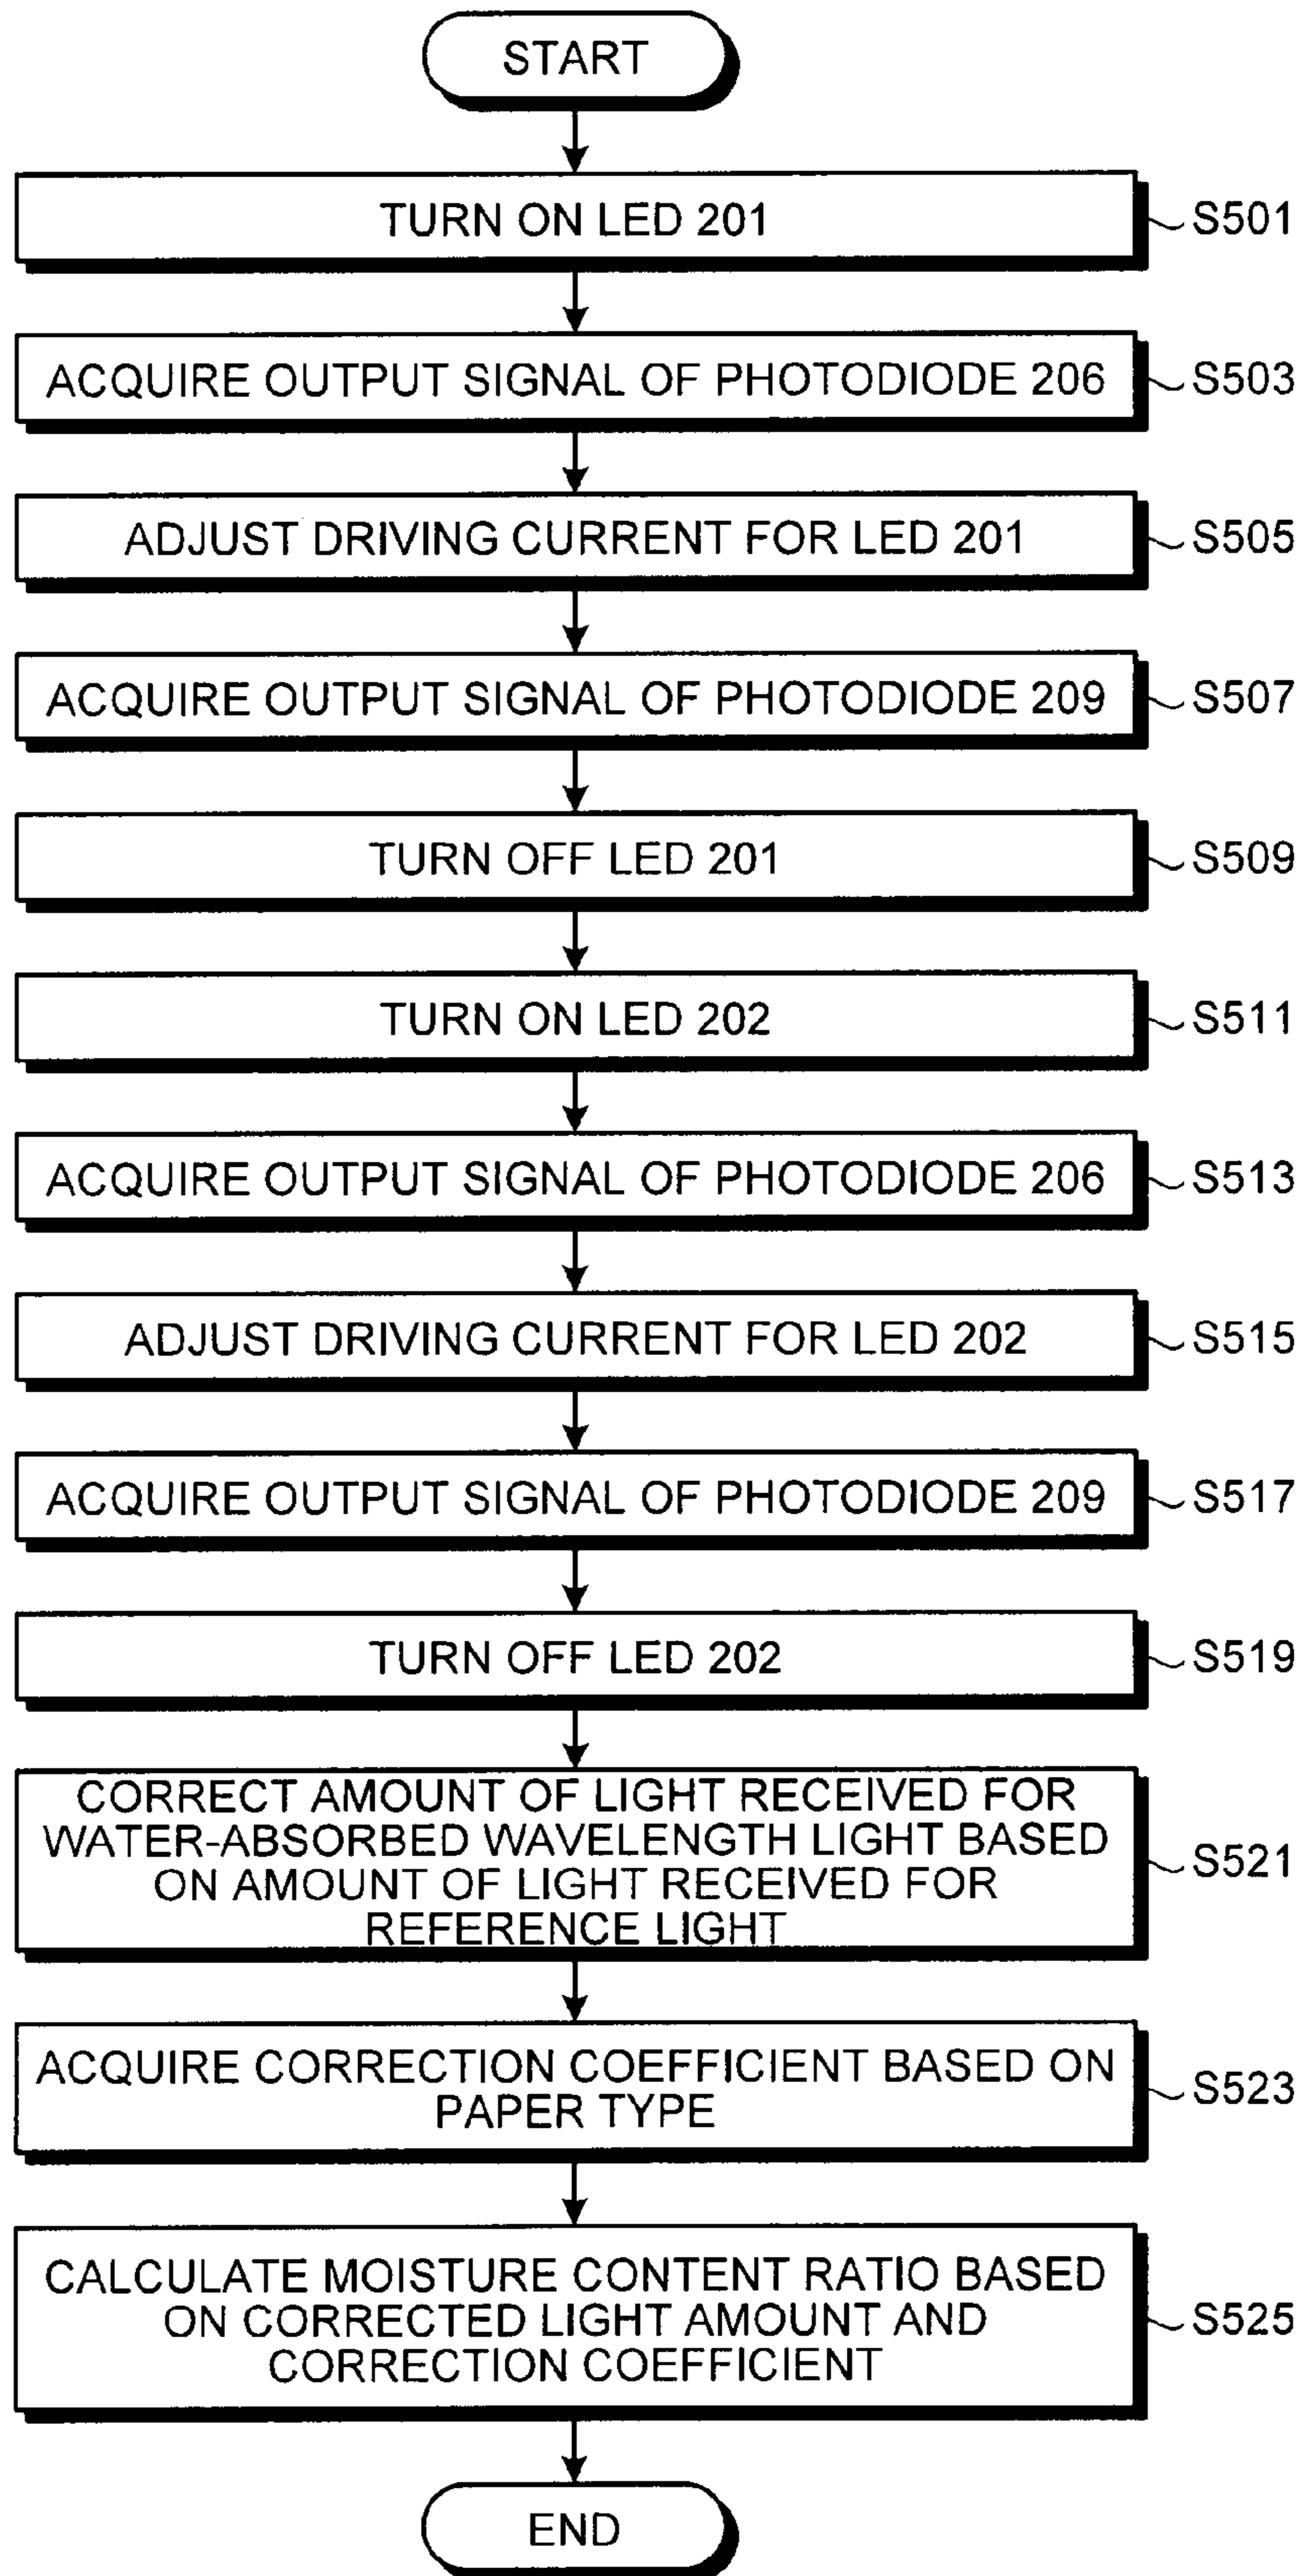 START
TURN ON LED 201
S501
ACQUIRE OUTPUT SIGNAL OF PHOTODIODE 206
S503
ADJUST DRIVING CURRENT FOR LED 201
S505
ACQUIRE OUTPUT SIGNAL OF PHOTODIODE 209
S507
TURN OFF LED 201
S509
TURN ON LED 202
S511
ACQUIRE OUTPUT SIGNAL OF PHOTODIODE 206
S513
ADJUST DRIVING CURRENT FOR LED 202
S515
ACQUIRE OUTPUT SIGNAL OF PHOTODIODE 209
S517
TURN OFF LED 202
S519
CORRECT AMOUNT OF LIGHT RECEIVED FOR
WATER-ABSORBED WAVELENGTH LIGHT BASED
ON AMOUNT OF LIGHT RECEIVED FOR
REFERENCE LIGHT
S521
ACQUIRE CORRECTION COEFFICIENT BASED ON
PAPER TYPE
S523
CALCULATE MOISTURE CONTENT RATIO BASED
ON CORRECTED LIGHT AMOUNT AND
CORRECTION COEFFICIENT
S525
END